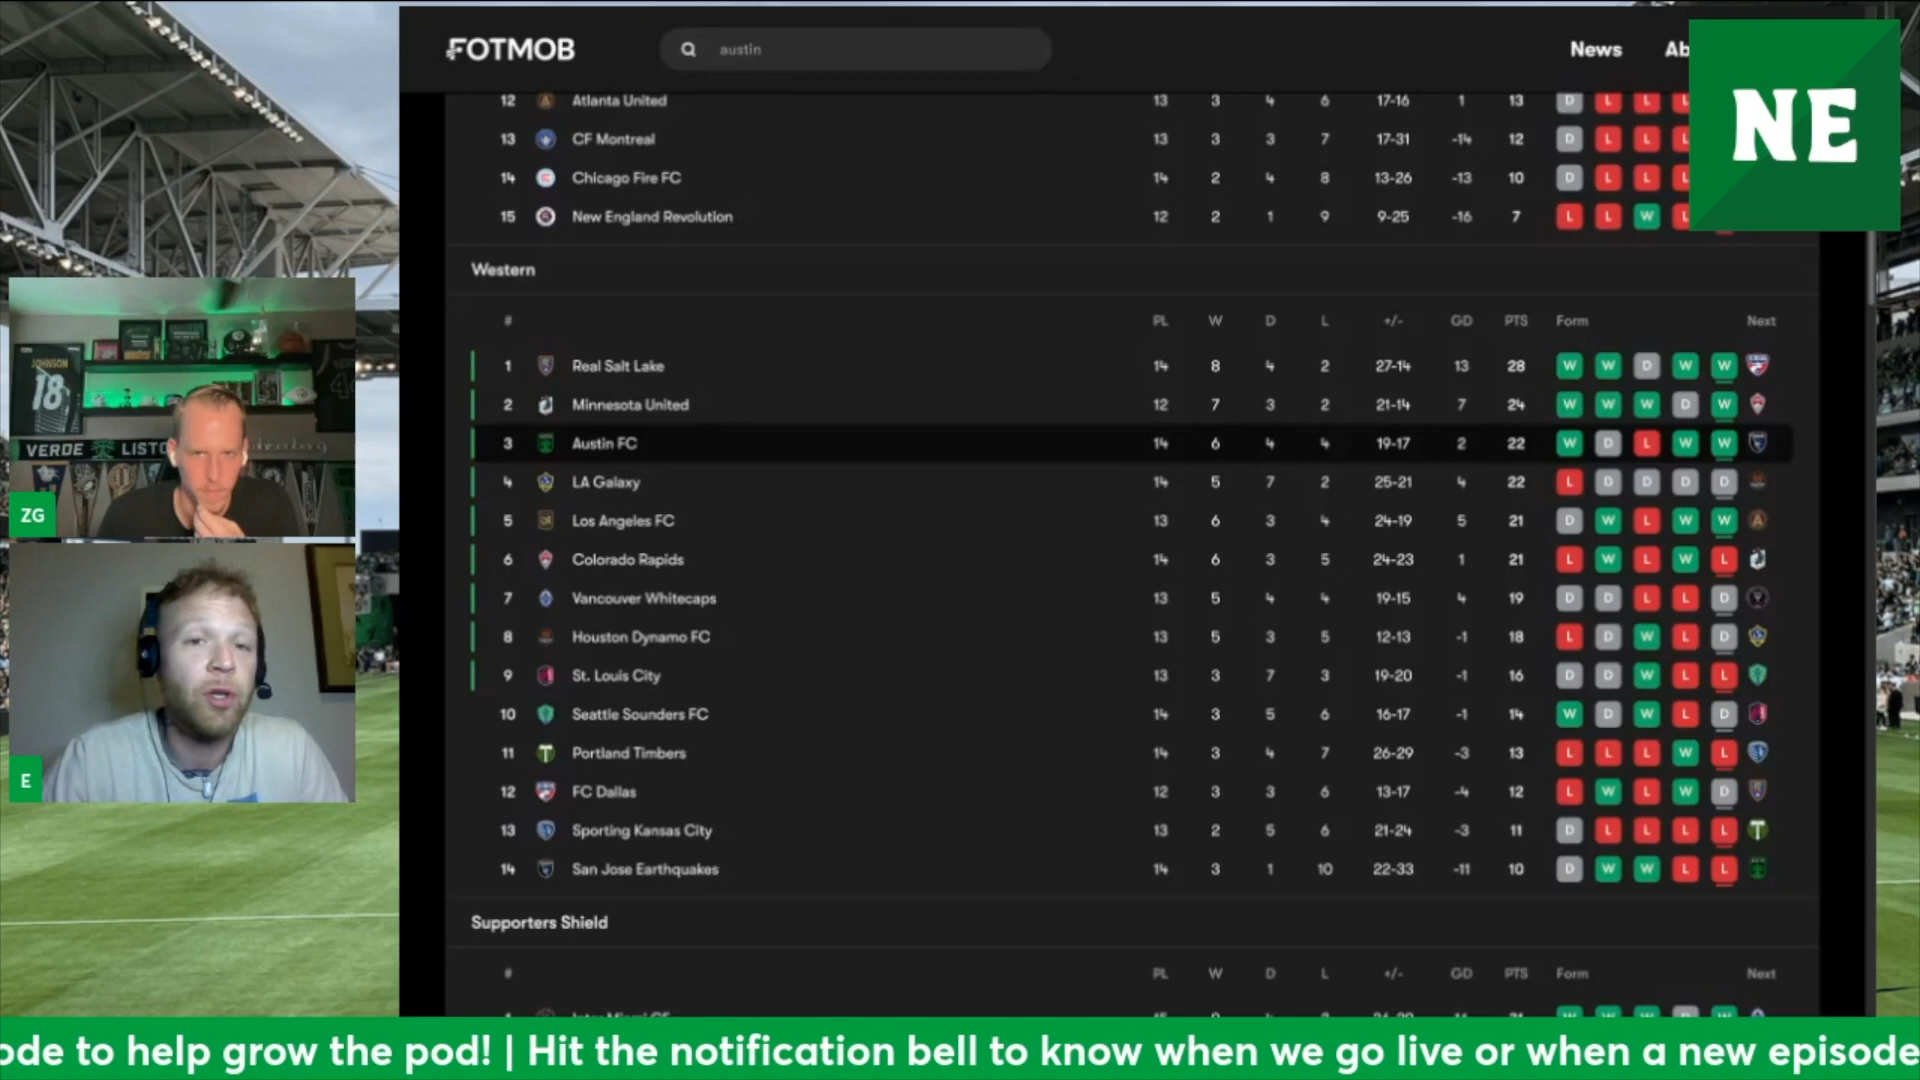 FOTMOB
austin
News
Ab
NE
12 Atlanta United 13 3 4 6 17-16 1 13 D L L L
13 CF Montreal 13 3 3 7 17-31 -14 12 D L L L
14 Chicago Fire FC 14 2 4 8 13-26 -13 10 D L L L
15 New England Revolution 12 2 1 9 9-25 -16 7 L L W L
Western
# PL W D L +/- GD PTS Form Next
1 Real Salt Lake 14 8 4 2 27-14 13 28 W W D W W
2 Minnesota United 12 7 3 2 21-14 7 24 W W W D W
3 Austin FC 14 6 4 4 19-17 2 22 W D L W W
4 LA Galaxy 14 5 7 2 25-21 4 22 L D D D D
5 Los Angeles FC 13 6 3 4 24-19 5 21 D W L W W
6 Colorado Rapids 14 6 3 5 24-23 1 21 L W L W L
7 Vancouver Whitecaps 13 5 4 4 19-15 4 19 D D L L D
8 Houston Dynamo FC 13 5 3 5 12-13 -1 18 L D W L D
9 St. Louis City 13 3 7 3 19-20 -1 16 D D W L L
10 Seattle Sounders FC 14 3 5 6 16-17 -1 14 W D W L D
11 Portland Timbers 14 3 4 7 26-29 -3 13 L L L W L
12 FC Dallas 12 3 3 6 13-17 -4 12 L W L W D
13 Sporting Kansas City 13 2 5 6 21-24 -3 11 D L L L L
14 San Jose Earthquakes 14 3 1 10 22-33 -11 10 D W W L L
Supporters Shield
# PL W D L +/- GD PTS Form Next
JOHNSON
18
VERDE LISTO
ZG
E
ode to help grow the pod! | Hit the notification bell to know when we go live or when a new episode